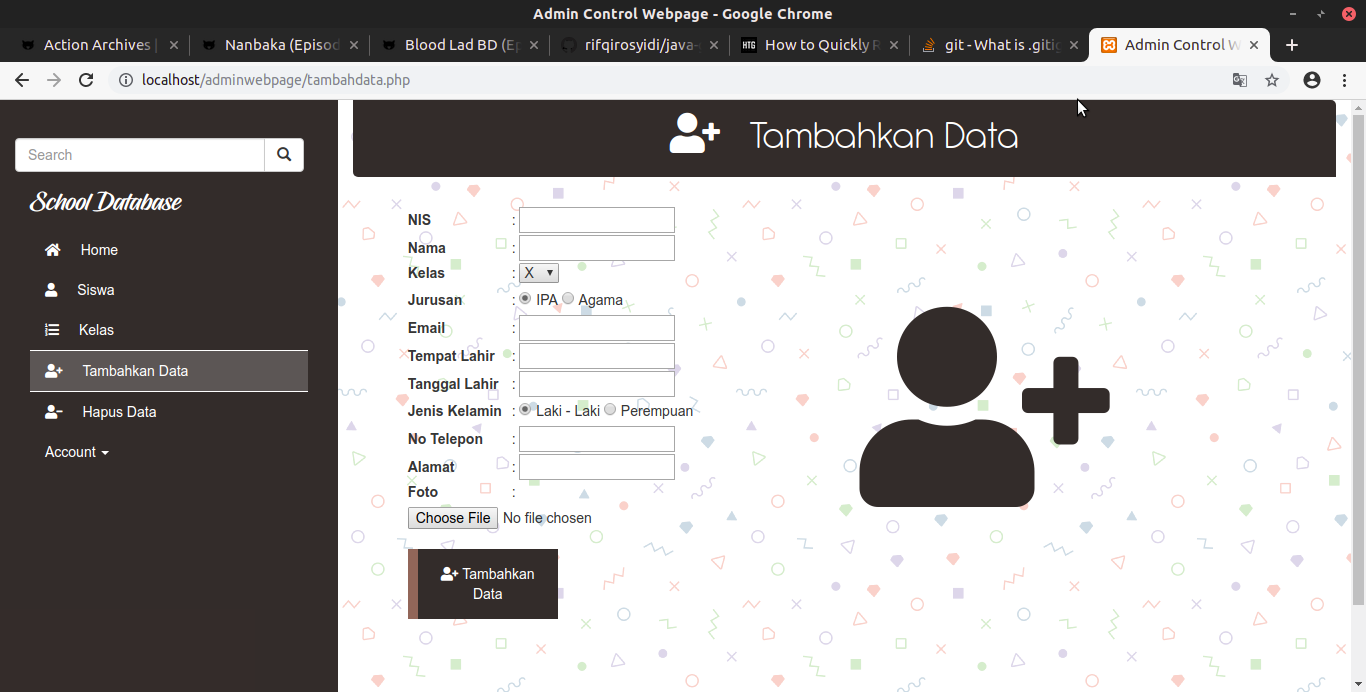 Admin Control Webpage - Google Chrome
Action Archives |
Nanbaka (Episod
Blood Lad BD (Ep
rifqirosyidi/java-
HTG How to Quickly R
git - What is .gitig
Admin Control W
localhost/adminwebpage/tambahdata.php
Search
School Database
Home
Siswa
Kelas
Tambahkan Data
Hapus Data
Account
Tambahkan Data
NIS :
Nama :
Kelas : X
Jurusan : IPA Agama
Email :
Tempat Lahir :
Tanggal Lahir :
Jenis Kelamin : Laki - Laki Perempuan
No Telepon :
Alamat :
Foto :
Choose File No file chosen
Tambahkan
Data